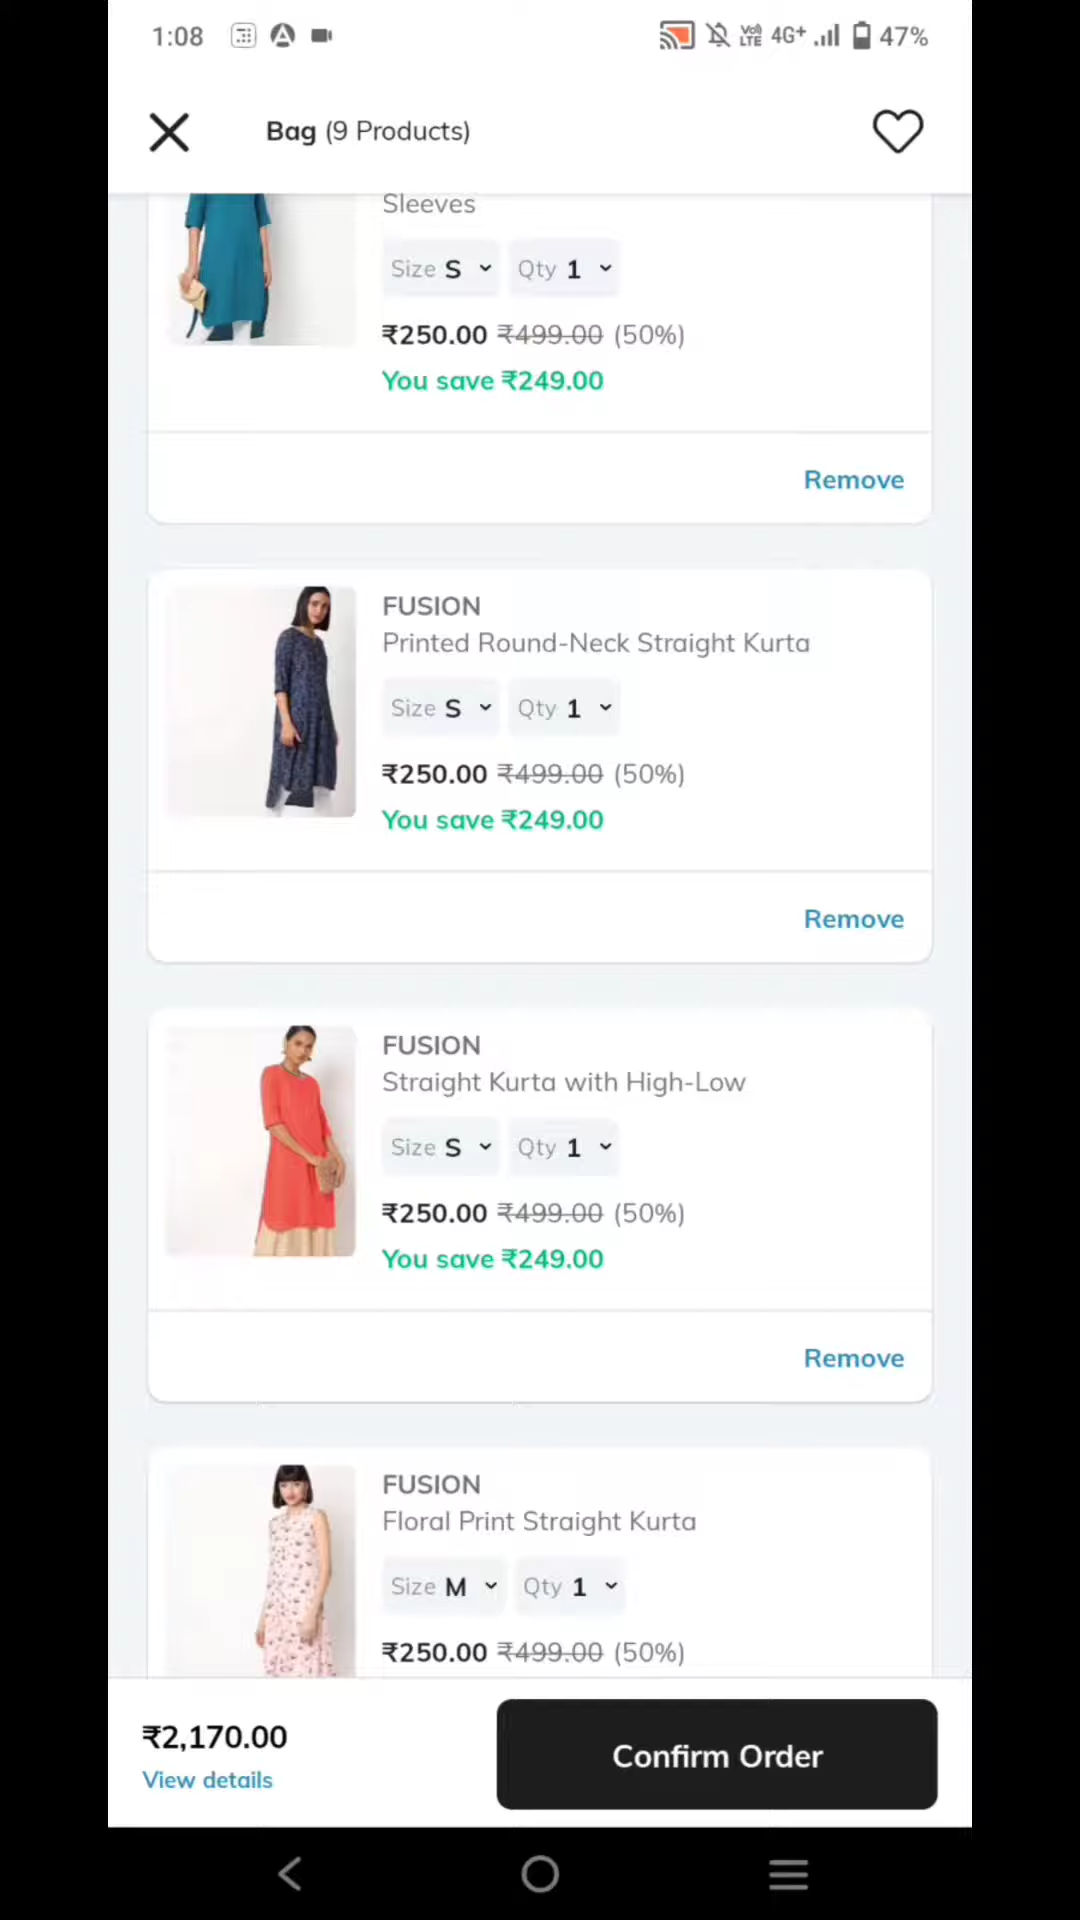 1:08
Vo)) LTE 4G+ 47%
Bag (9 Products)
Sleeves
Size S Qty 1
₹250.00 ₹499.00 (50%)
You save ₹249.00
Remove
FUSION
Printed Round-Neck Straight Kurta
Size S Qty 1
₹250.00 ₹499.00 (50%)
You save ₹249.00
Remove
FUSION
Straight Kurta with High-Low
Size S Qty 1
₹250.00 ₹499.00 (50%)
You save ₹249.00
Remove
FUSION
Floral Print Straight Kurta
Size M Qty 1
₹250.00 ₹499.00 (50%)
₹2,170.00
View details
Confirm Order